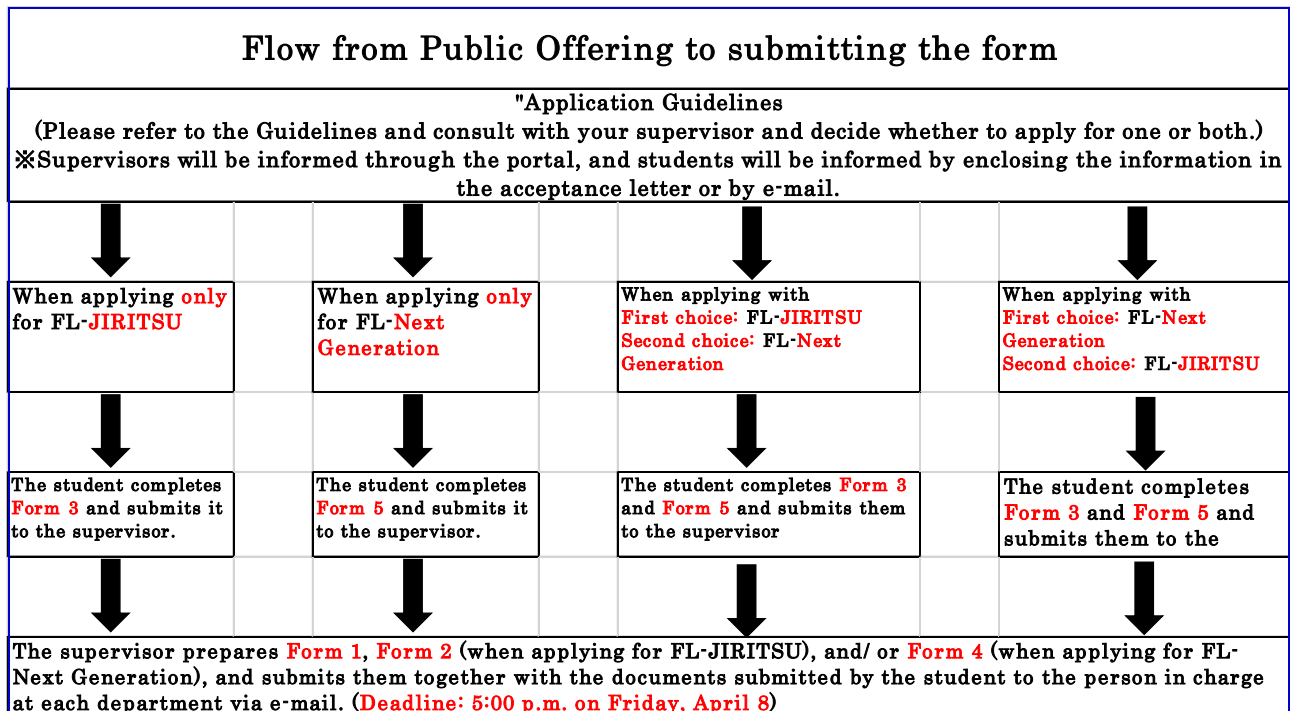 Flow from Public Offering to submitting the form
"Application Guidelines
(Please refer to the Guidelines and consult with your supervisor and decide whether to apply for one or both.)
※Supervisors will be informed through the portal, and students will be informed by enclosing the information in
the acceptance letter or by e-mail.
When applying only
for FL-JIRITSU
When applying only
for FL-Next
Generation
When applying with
First choice: FL-JIRITSU
Second choice: FL-Next
Generation
When applying with
First choice: FL-Next
Generation
Second choice: FL-JIRITSU
The student completes
Form 3 and submits it
to the supervisor.
The student completes
Form 5 and submits it
to the supervisor.
The student completes Form 3
and Form 5 and submits them
to the supervisor
The student completes
Form 3 and Form 5 and
submits them to the
The supervisor prepares Form 1, Form 2 (when applying for FL-JIRITSU), and/ or Form 4 (when applying for FL-
Next Generation), and submits them together with the documents submitted by the student to the person in charge
at each department via e-mail. (Deadline: 5:00 p.m. on Friday, April 8)